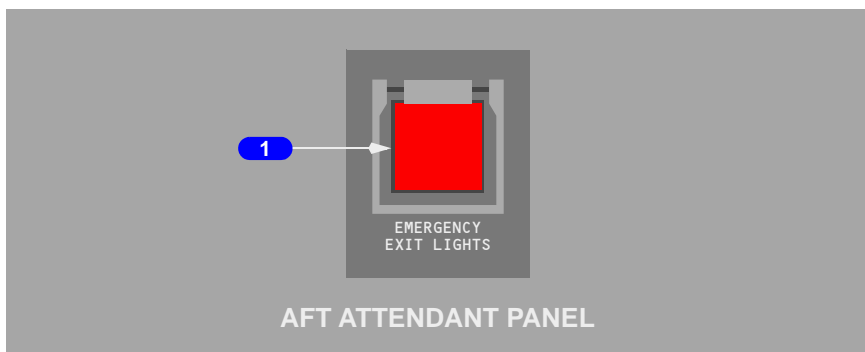 1
EMERGENCY
EXIT LIGHTS
AFT ATTENDANT PANEL